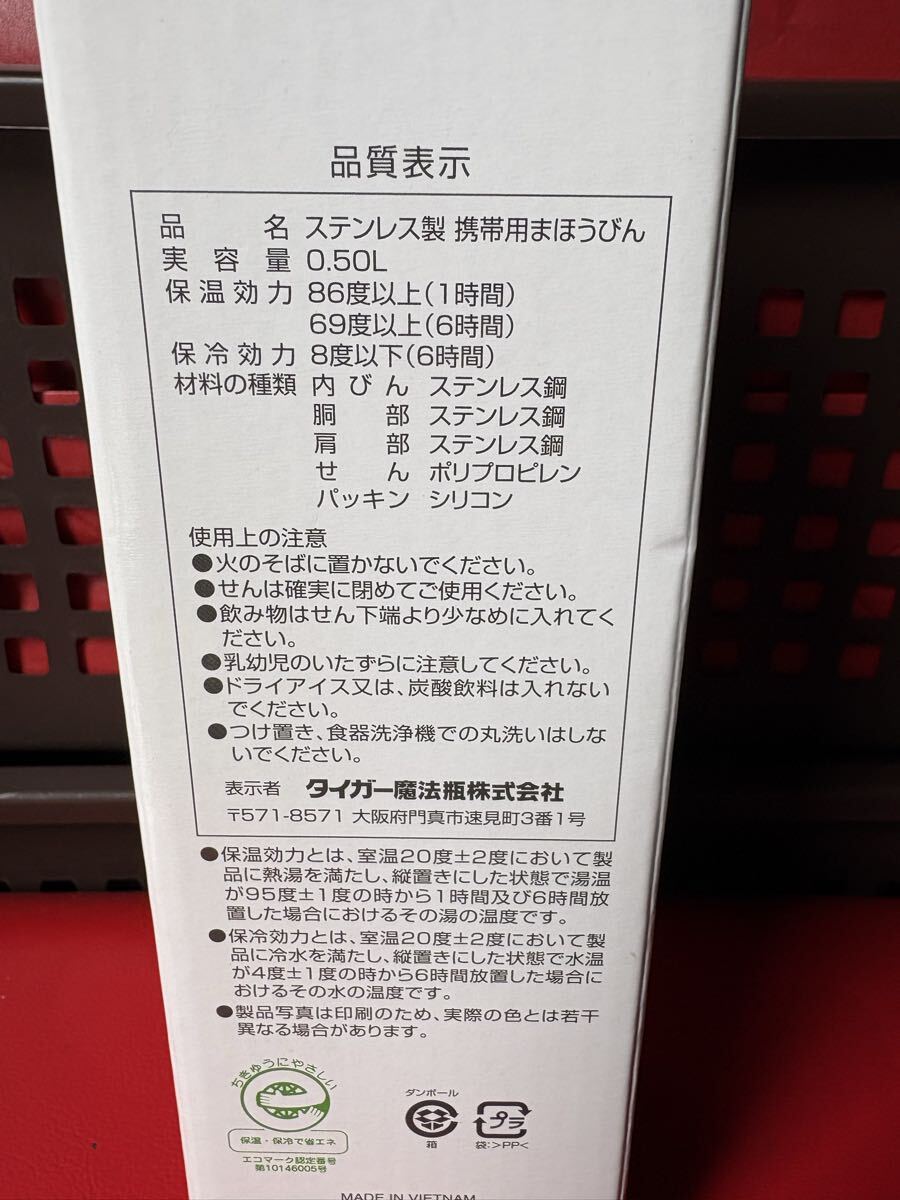 品質表示
品名 ステンレス製 携帯用まほうびん
実容量 0.50L
保温効力 86度以上(1時間)
69度以上(6時間)
保冷効力 8度以下(6時間)
材料の種類 内びん ステンレス鋼
胴部 ステンレス鋼
肩部 ステンレス鋼
せん ポリプロピレン
パッキン シリコン
使用上の注意
●火のそばに置かないでください。
●せんは確実に閉めてご使用ください。
●飲み物はせん下端より少なめに入れてく
ださい。
●乳幼児のいたずらに注意してください。
●ドライアイス又は、炭酸飲料は入れない
でください。
●つけ置き、食器洗浄機での丸洗いはしな
いでください。
表示者 タイガー魔法瓶株式会社
〒571-8571 大阪府門真市速見町3番1号
●保温効力とは、室温20度±2度において製
品に熱湯を満たし、縦置きにした状態で湯温
が95度±1度の時から1時間及び6時間放
置した場合におけるその湯の温度です。
●保冷効力とは、室温20度±2度において製
品に冷水を満たし、縦置きにした状態で水温
が4度±1度の時から6時間放置した場合に
おけるその水の温度です。
●製品写真は印刷のため、実際の色とは若干
異なる場合があります。
ちきゅうにやさしい
保温・保冷で省エネ
エコマーク認定番号
第10146005号
ダンボール
箱
プラ
袋:>PP<
MADE IN VIETNAM